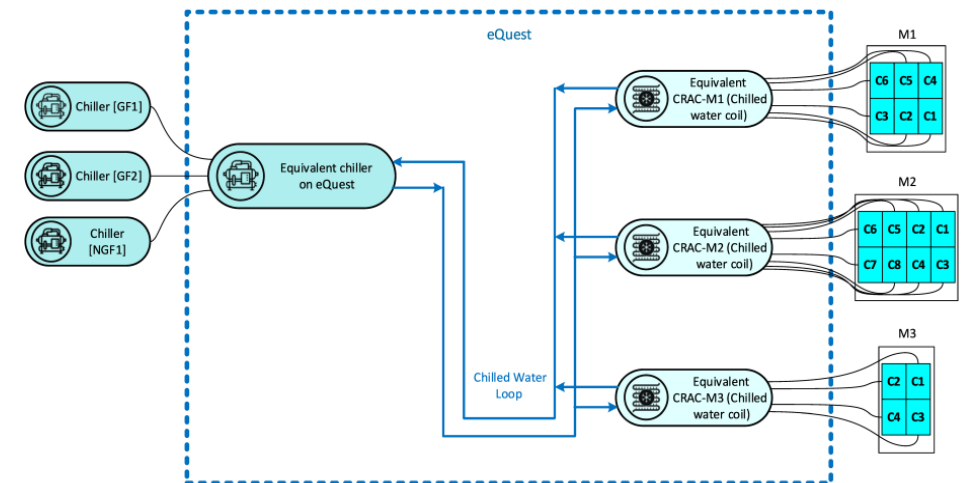 eQuest
Chiller [GF1]
Chiller [GF2]
Chiller
[NGF1]
Equivalent chiller
on eQuest
Equivalent
CRAC-M1 (Chilled
water coil)
Equivalent
CRAC-M2 (Chilled
water coil)
Equivalent
CRAC-M3 (Chilled
water coil)
Chilled Water
Loop
M1
C6 C5 C4
C3 C2 C1
M2
C6 C5 C2 C1
C7 C8 C4 C3
M3
C2 C1
C4 C3